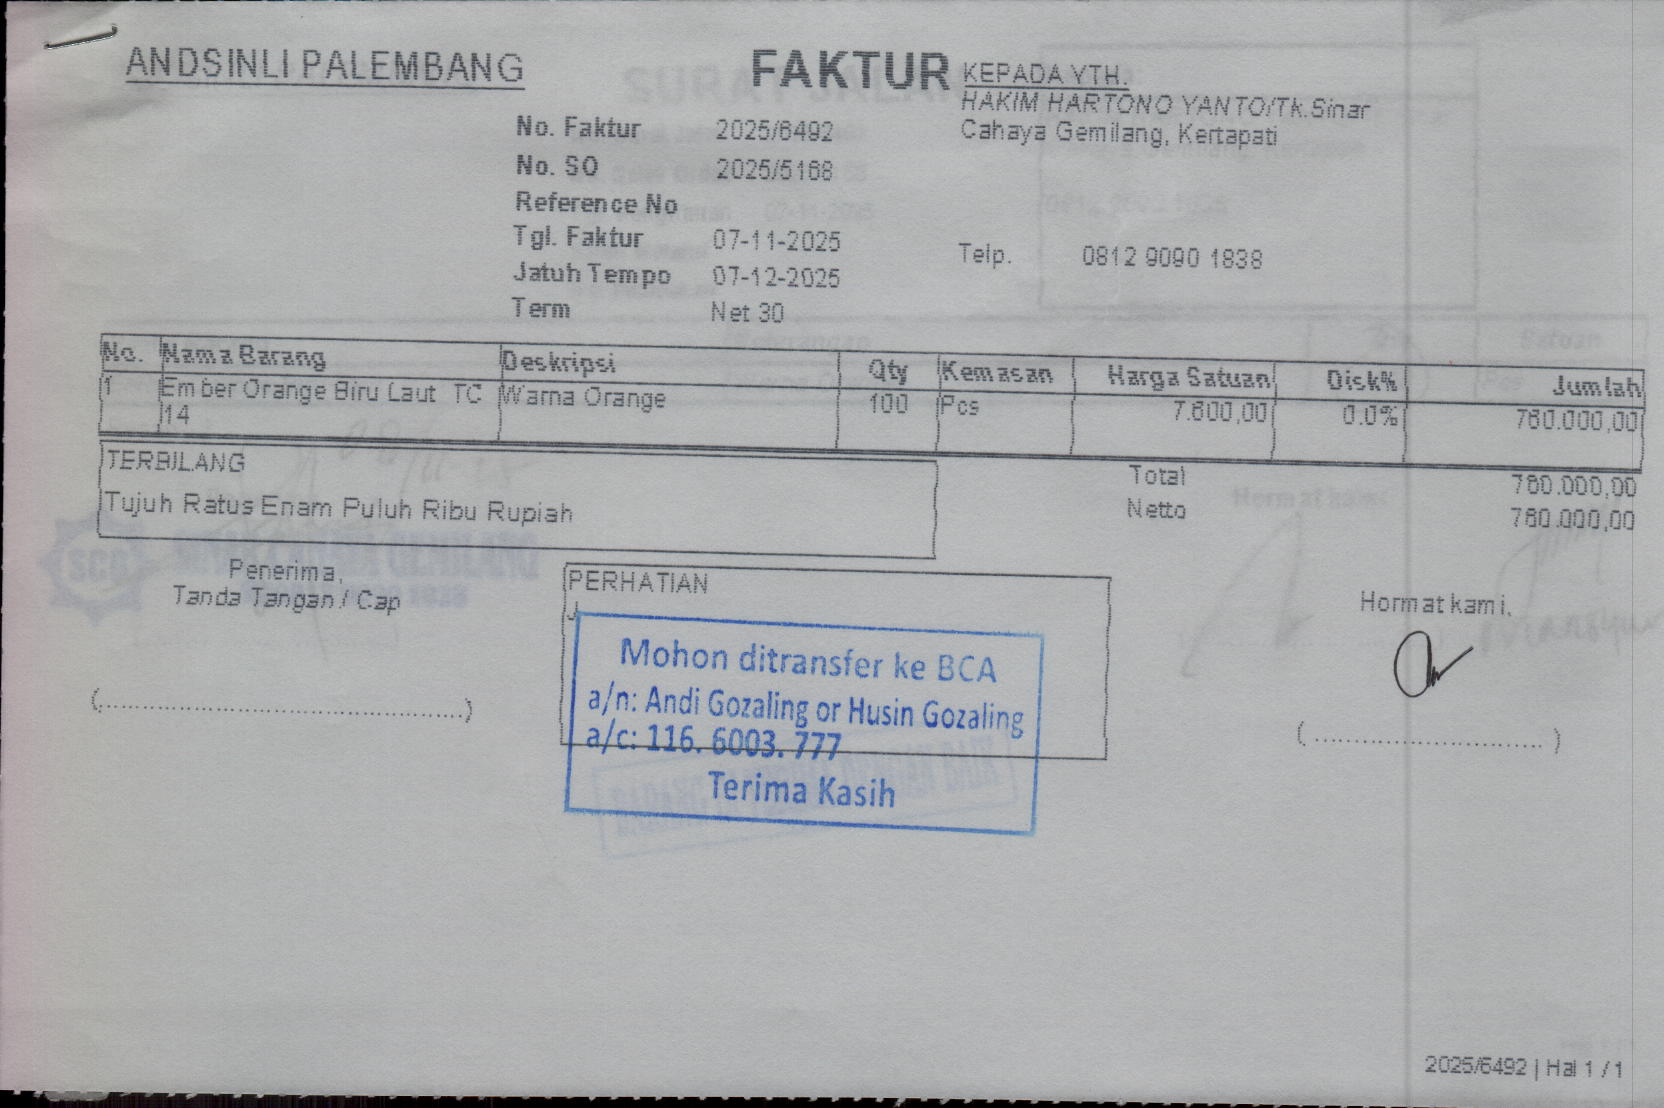 ANDSINLI PALEMBANG
FAKTUR
KEPADA YTH.
HAKIM HARTONO YANTO/Tk.Sinar
Cahaya Gemilang, Kertapati
No. Faktur 2025/6492
No. SO 2025/5168
Reference No
Tgl. Faktur 07-11-2025
Telp. 0812 9090 1838
Jatuh Tempo 07-12-2025
Term Net 30
No. Nama Barang Deskripsi Qty Kemasan Harga Satuan Disk% Jumlah
1 Ember Orange Biru Laut TC Warna Orange 100 Pcs 7.600,00 0.0% 760.000,00
14
TERBILANG
Tujuh Ratus Enam Puluh Ribu Rupiah
Total 760.000,00
Netto 760.000,00
Penerima,
Tanda Tangan / Cap
(..........................................)
PERHATIAN
Mohon ditransfer ke BCA
a/n: Andi Gozaling or Husin Gozaling
a/c: 116. 6003. 777
Terima Kasih
Hormat kami,
(..........................)
2025/6492 | Hal 1 / 1